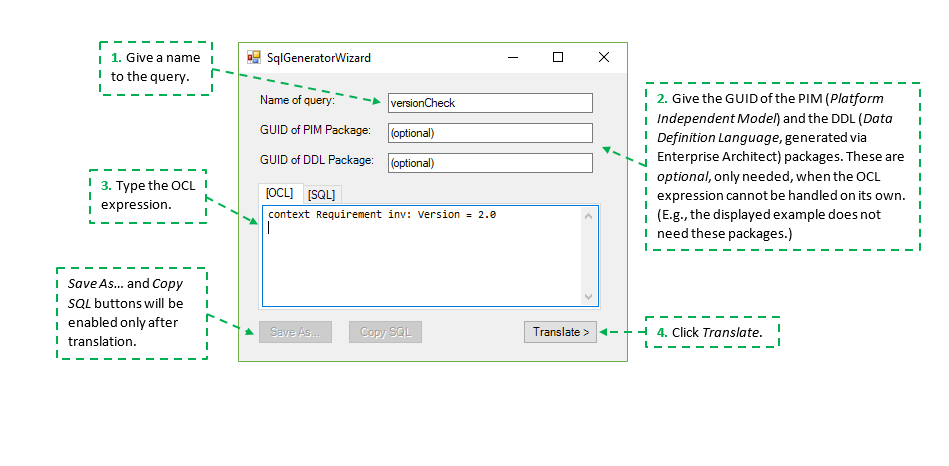 1. Give a name
to the query.
SqlGeneratorWizard
Name of query:
versionCheck
GUID of PIM Package:
(optional)
GUID of DDL Package:
(optional)
2. Give the GUID of the PIM (Platform
Independent Model) and the DDL (Data
Definition Language, generated via
Enterprise Architect) packages. These are
optional, only needed, when the OCL
expression cannot be handled on its own.
(E.g., the displayed example does not
need these packages.)
3. Type the OCL
expression.
[OCL]
[SQL]
context Requirement inv: Version = 2.0
Save As... and Copy
SQL buttons will be
enabled only after
translation.
Save As...
Copy SQL
Translate >
4. Click Translate.